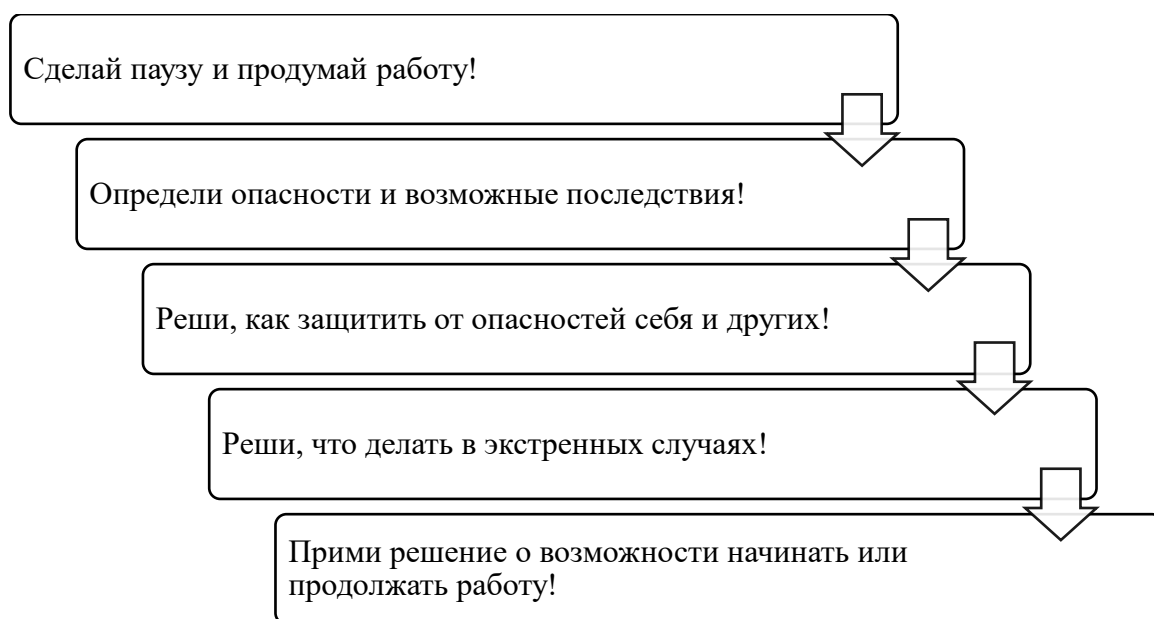 Сделай паузу и продумай работу!
Определи опасности и возможные последствия!
Реши, как защитить от опасностей себя и других!
Реши, что делать в экстренных случаях!
Прими решение о возможности начинать или
продолжать работу!